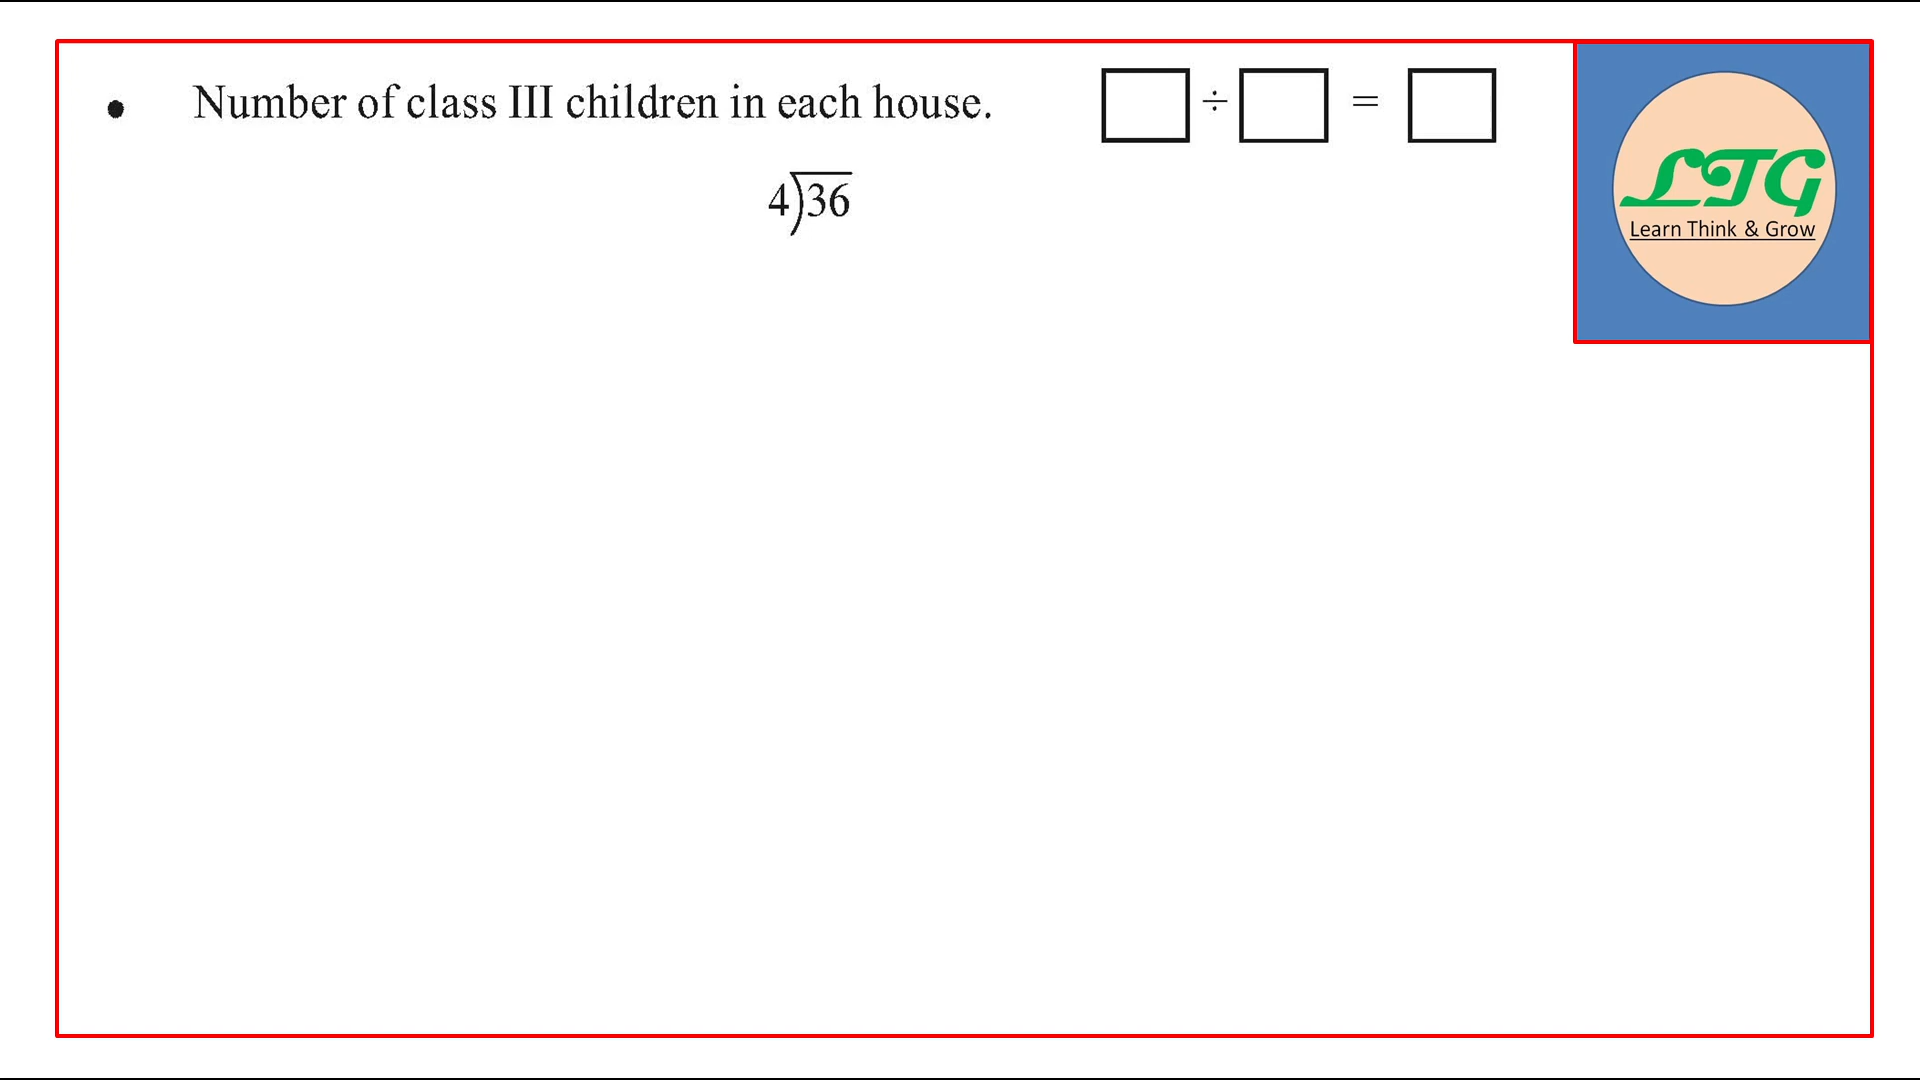 • Number of class III children in each house. ÷ =
4)36
LTG
Learn Think & Grow